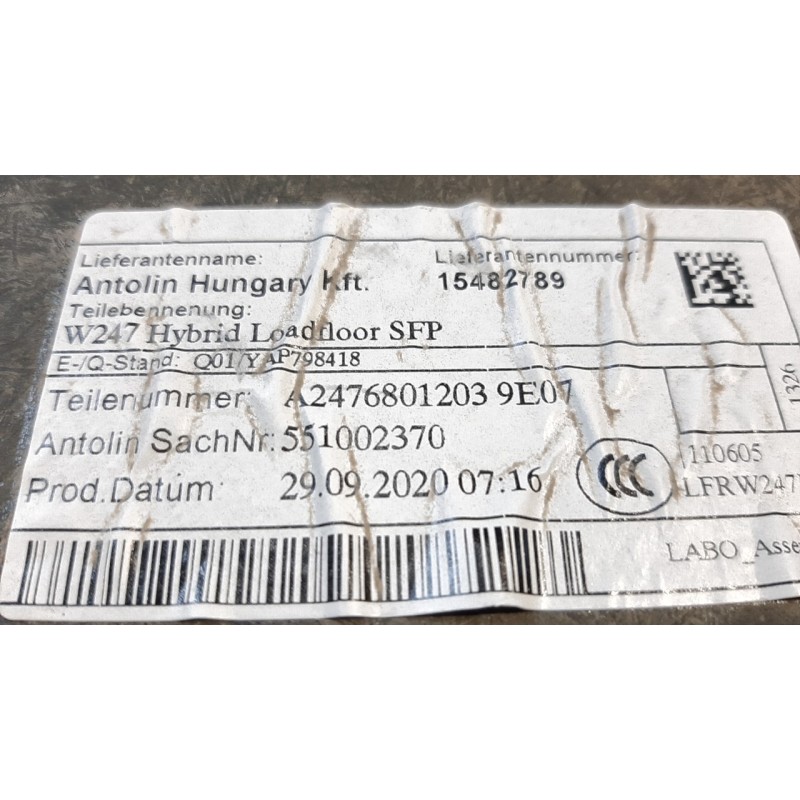 Lieferantenname: Lieferantennummer:
Antolin Hungary Kft. 15482789
Teilebennenung:
W247 Hybrid Loadfloor SFP
E-/Q-Stand: Q01/YAP798418
Teilenummer: A2476801203 9E07
1326
Antolin SachNr: 551002370
110605
Prod.Datum: 29.09.2020 07:16
CCC
LFRW247
LABO_Asse